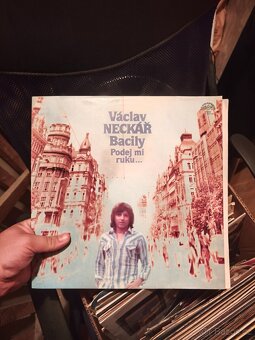 Václav
NECKÁŘ
Bacily
Podej mi
ruku...